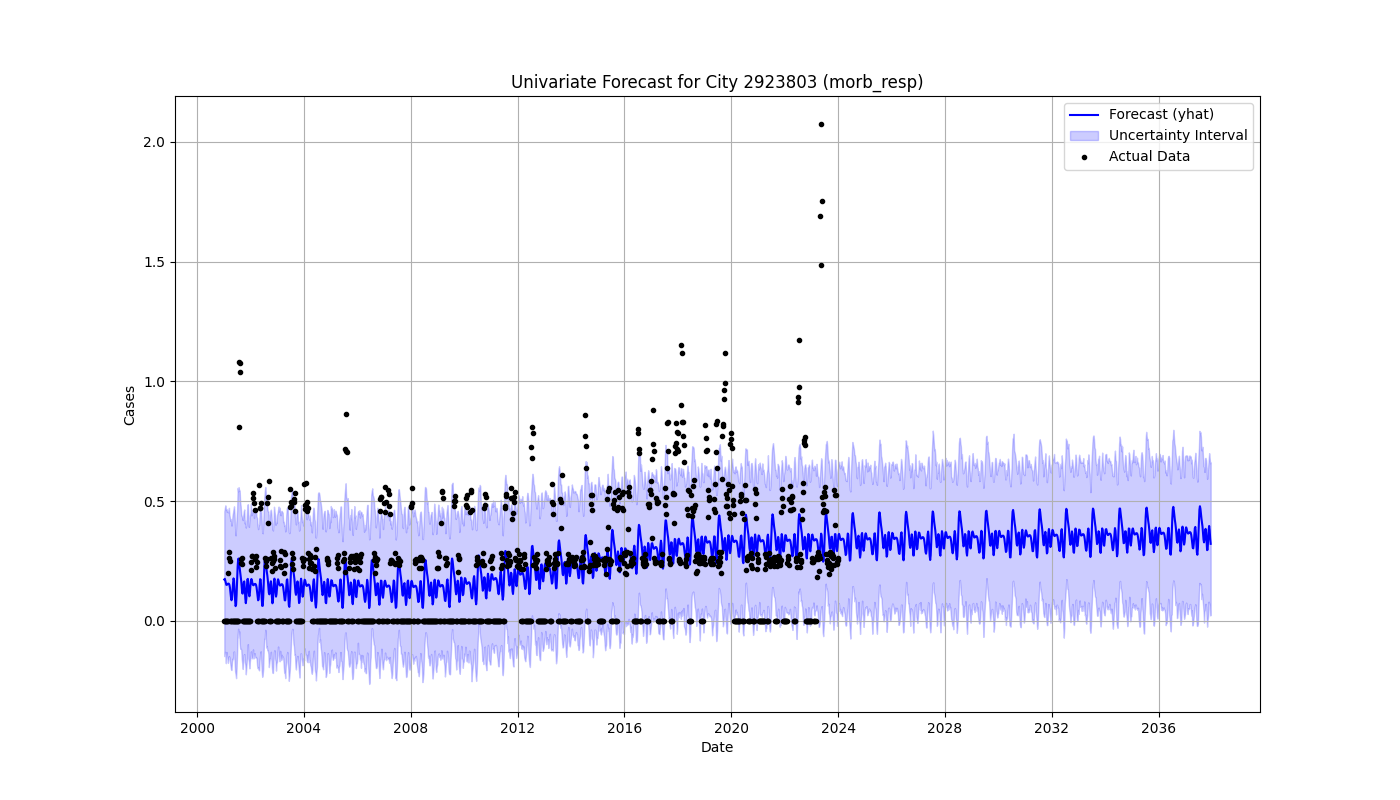 Univariate Forecast for City 2923803 (morb_resp)
Forecast (yhat)
Uncertainty Interval
Actual Data
Cases
2.0
1.5
1.0
0.5
0.0
2000 2004 2008 2012 2016 2020 2024 2028 2032 2036
Date